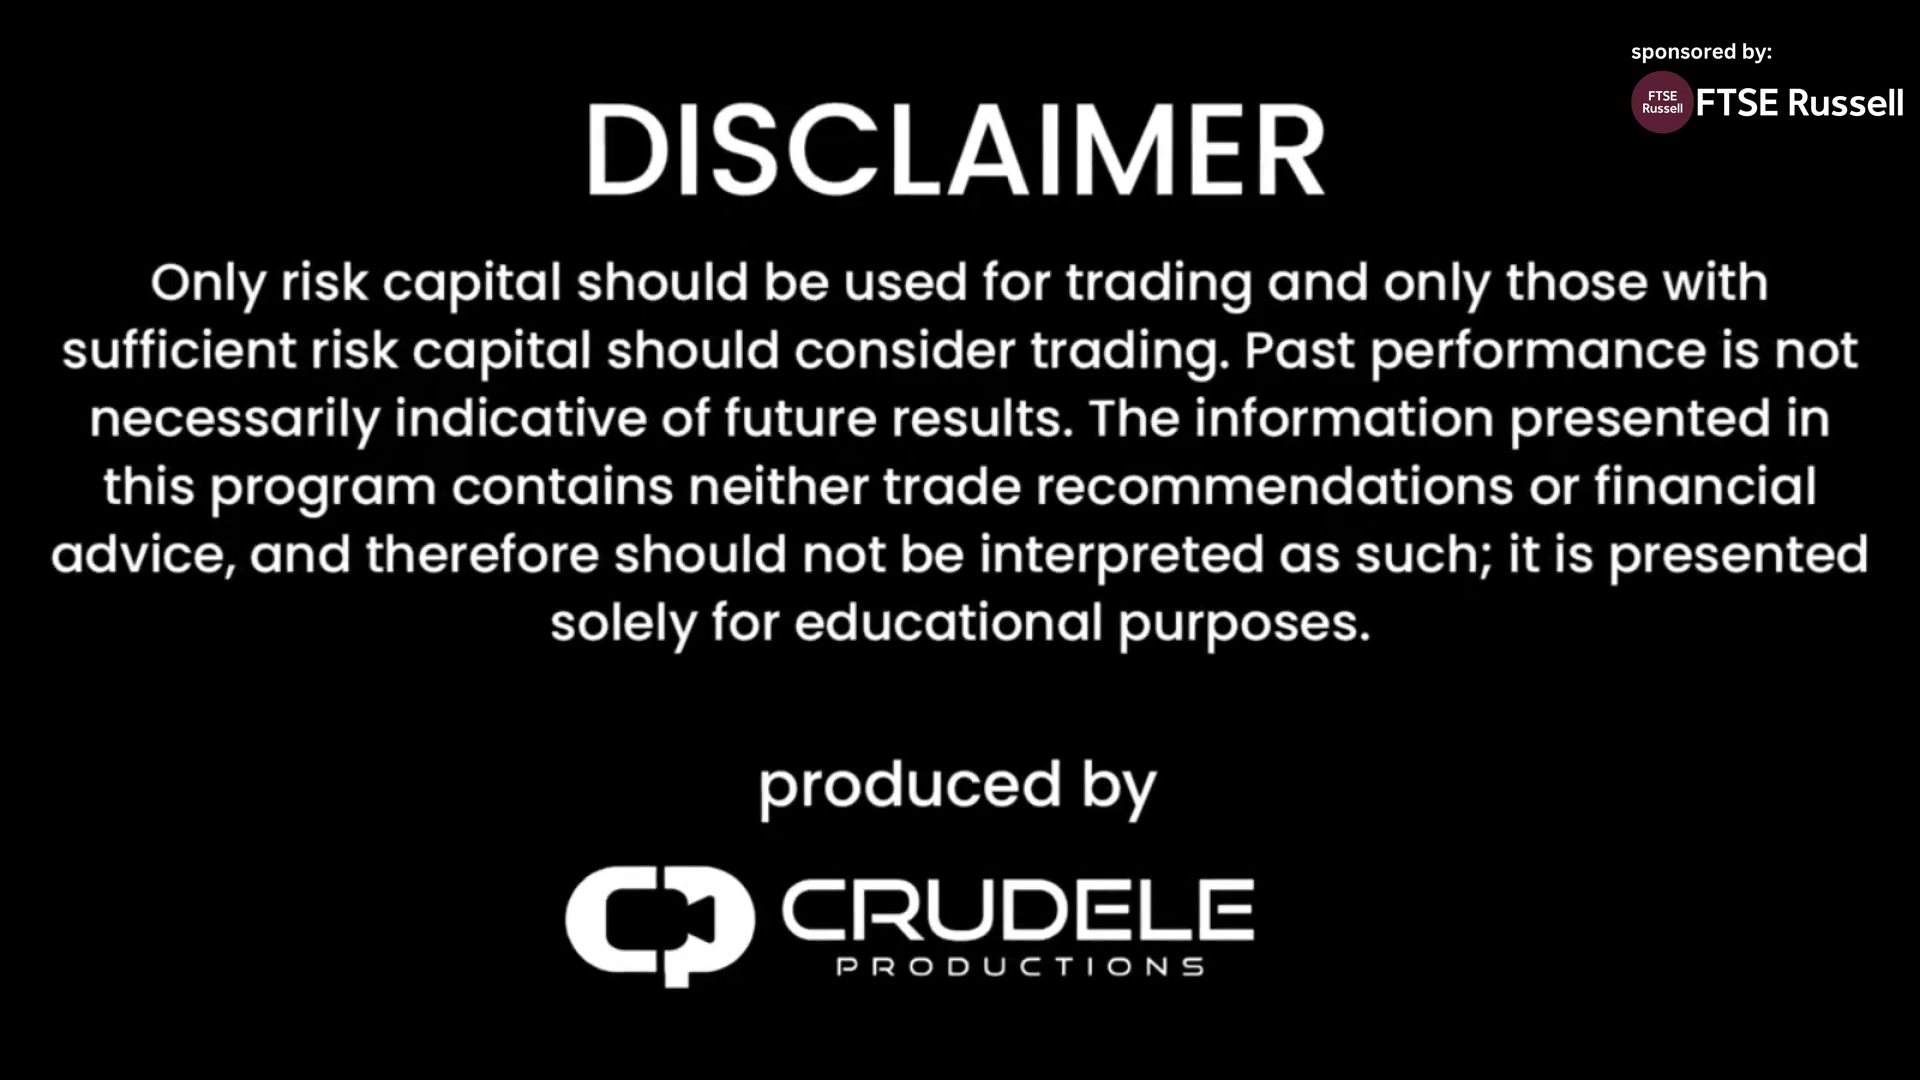 sponsored by:
FTSE
Russell
FTSE Russell
DISCLAIMER
Only risk capital should be used for trading and only those with
sufficient risk capital should consider trading. Past performance is not
necessarily indicative of future results. The information presented in
this program contains neither trade recommendations or financial
advice, and therefore should not be interpreted as such; it is presented
solely for educational purposes.
produced by
CP
CRUDELE
PRODUCTIONS